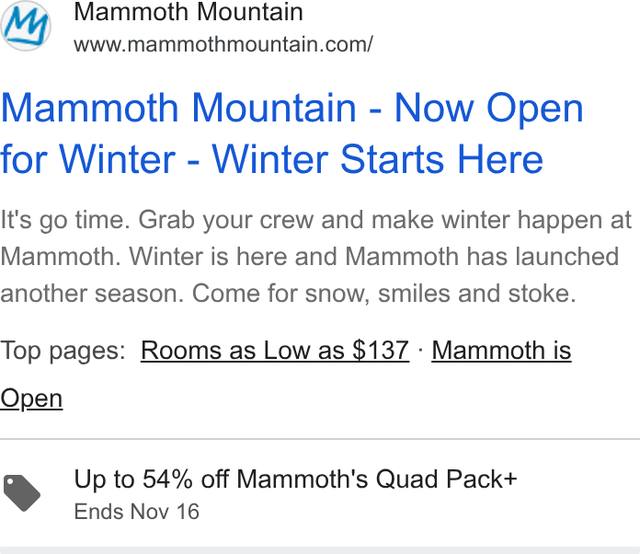 Mammoth Mountain
www.mammothmountain.com/
Mammoth Mountain - Now Open
for Winter - Winter Starts Here
It's go time. Grab your crew and make winter happen at
Mammoth. Winter is here and Mammoth has launched
another season. Come for snow, smiles and stoke.
Top pages: Rooms as Low as $137 · Mammoth is
Open
Up to 54% off Mammoth's Quad Pack+
Ends Nov 16